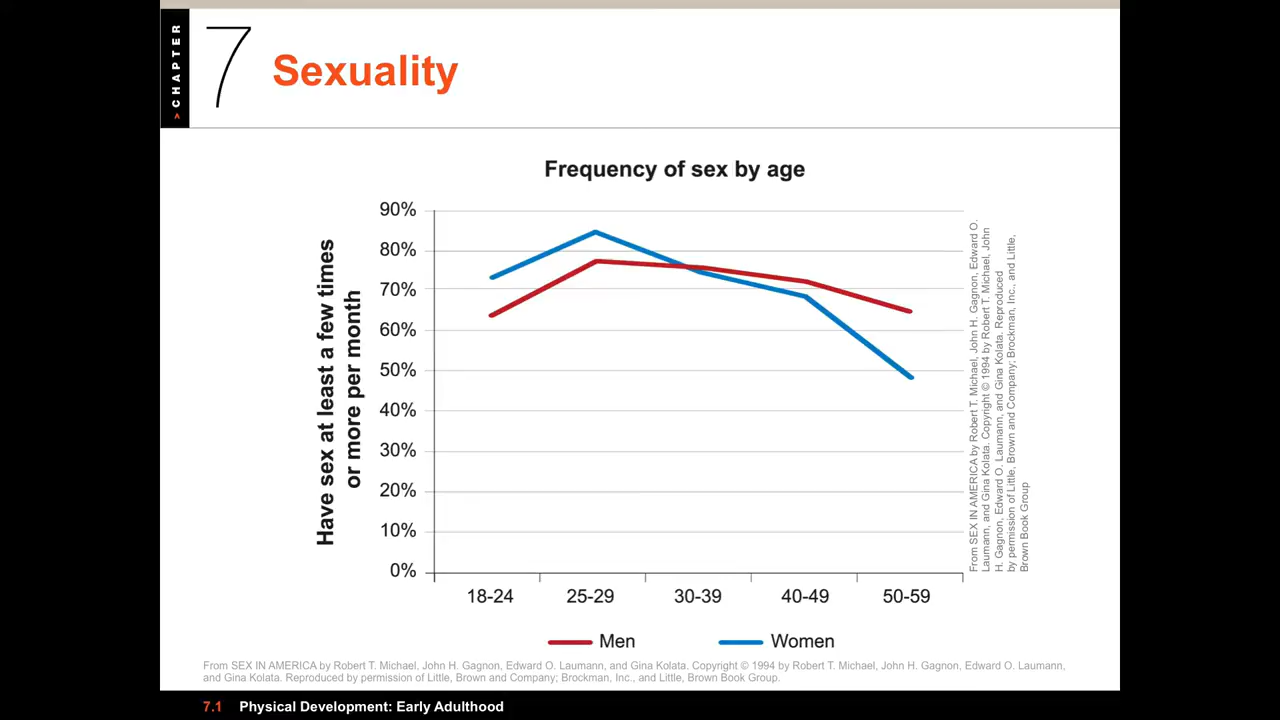 > CHAPTER
7
Sexuality
Frequency of sex by age
Have sex at least a few times
or more per month
90%
80%
70%
60%
50%
40%
30%
20%
10%
0%
18-24 25-29 30-39 40-49 50-59
Men Women
From SEX IN AMERICA by Robert T. Michael, John H. Gagnon, Edward O.
Laumann, and Gina Kolata. Copyright © 1994 by Robert T. Michael, John
H. Gagnon, Edward O. Laumann, and Gina Kolata. Reproduced
by permission of Little, Brown and Company; Brockman, Inc., and Little,
Brown Book Group
From SEX IN AMERICA by Robert T. Michael, John H. Gagnon, Edward O. Laumann, and Gina Kolata. Copyright © 1994 by Robert T. Michael, John H. Gagnon, Edward O. Laumann,
and Gina Kolata. Reproduced by permission of Little, Brown and Company; Brockman, Inc., and Little, Brown Book Group.
7.1 Physical Development: Early Adulthood